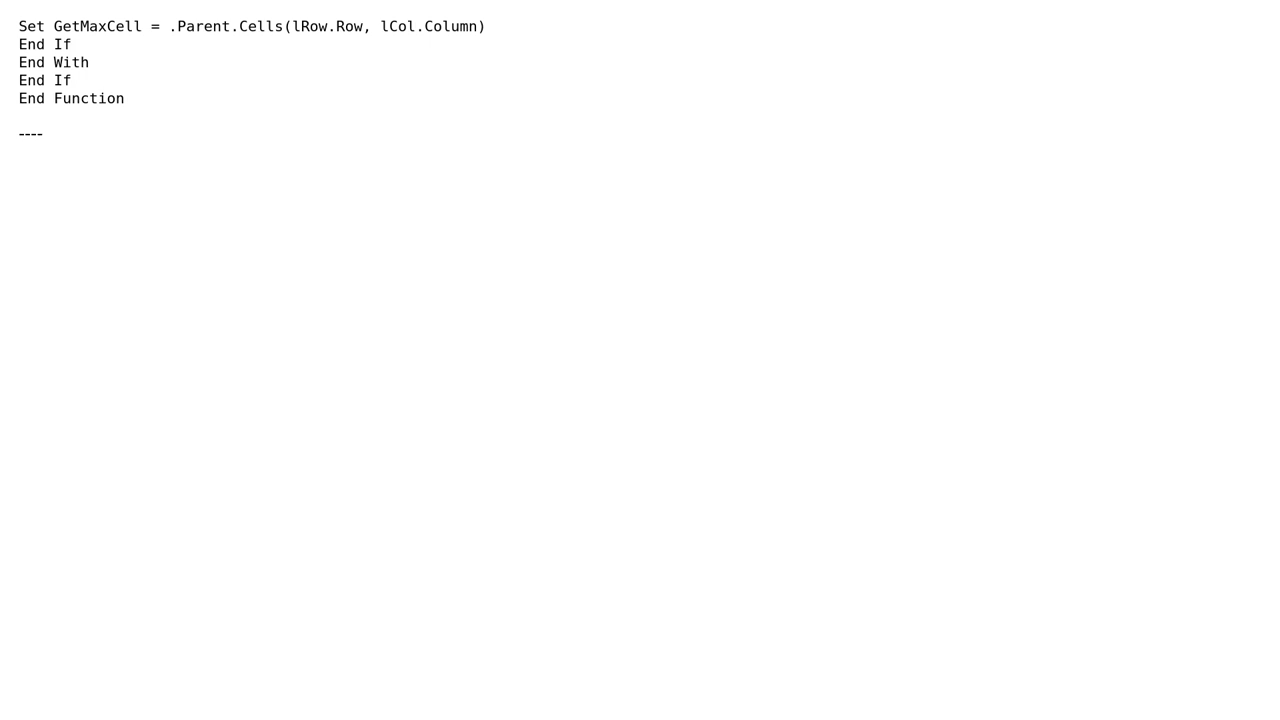 Set GetMaxCell = .Parent.Cells(lRow.Row, lCol.Column)
End If
End With
End If
End Function

----